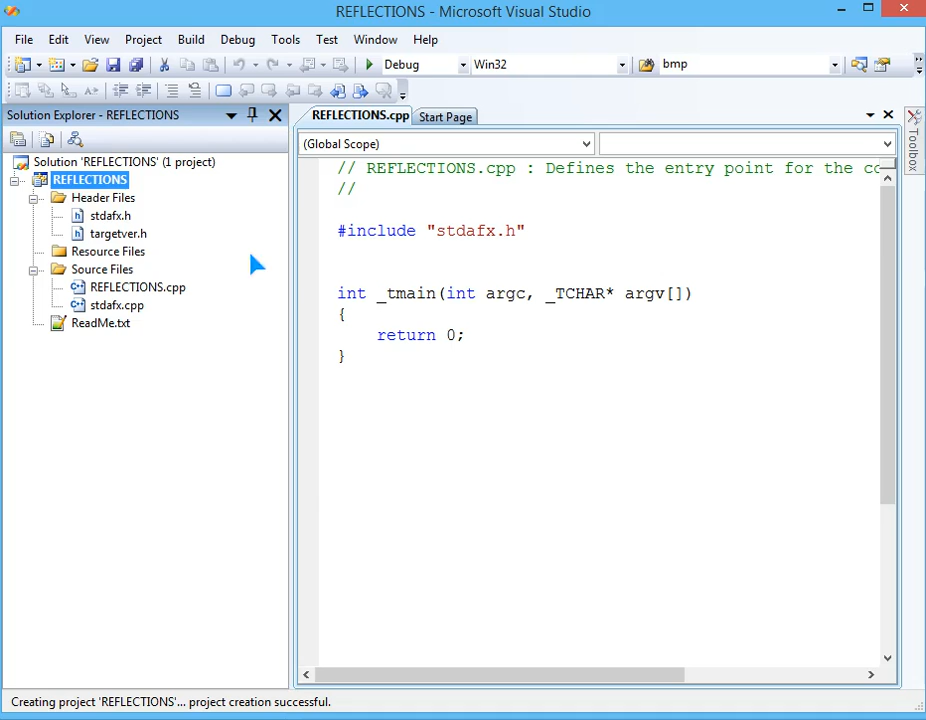 REFLECTIONS - Microsoft Visual Studio
File Edit View Project Build Debug Tools Test Window Help
Debug Win32 bmp
Solution Explorer - REFLECTIONS
REFLECTIONS.cpp Start Page
(Global Scope)
Toolbox
Solution 'REFLECTIONS' (1 project)
REFLECTIONS
Header Files
stdafx.h
targetver.h
Resource Files
Source Files
REFLECTIONS.cpp
stdafx.cpp
ReadMe.txt
// REFLECTIONS.cpp : Defines the entry point for the co
//
#include "stdafx.h"
int _tmain(int argc, _TCHAR* argv[])
{
return 0;
}
Creating project 'REFLECTIONS'... project creation successful.